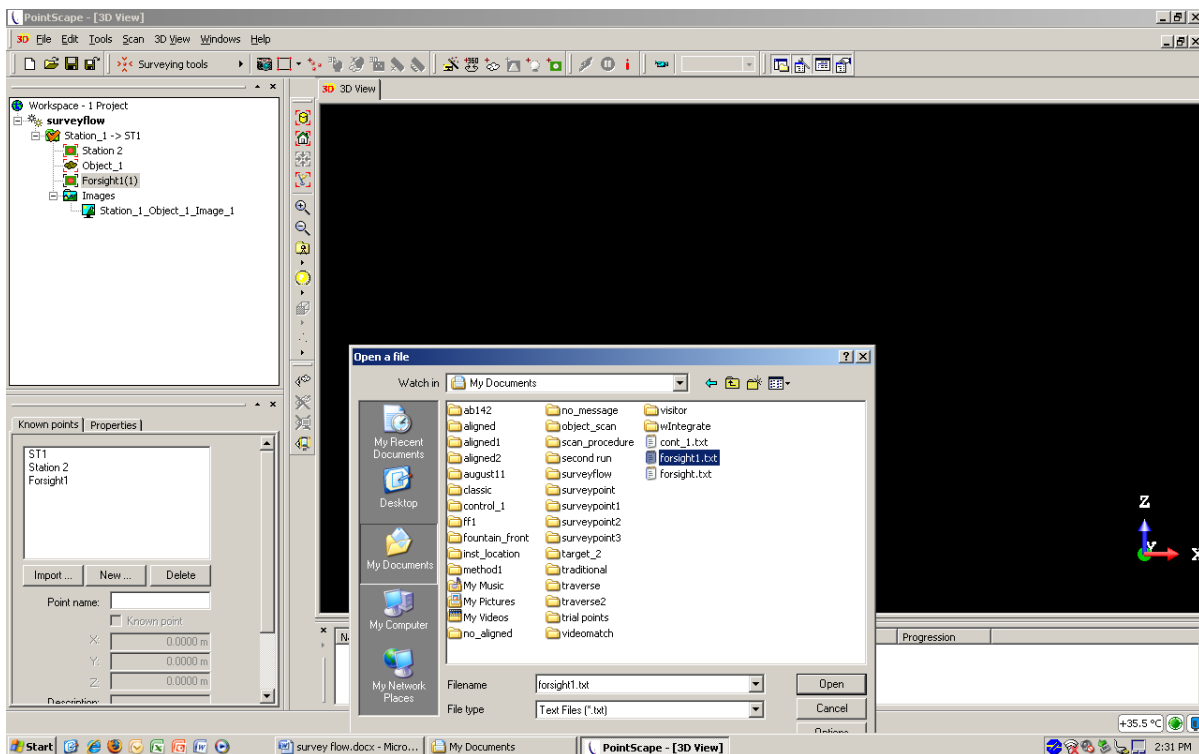 PointScape - [3D View]
3D File Edit Tools Scan 3D View Windows Help
Surveying tools
360
i
3D 3D View
Workspace - 1 Project
surveyflow
Station_1 -> ST1
Station 2
Object_1
Forsight1(1)
Images
Station_1_Object_1_Image_1
Known points
Properties
ST1
Station 2
Forsight1
Import ...
New ...
Delete
Point name:
Known point
X: 0.0000 m
Y: 0.0000 m
Z: 0.0000 m
Description:
Open a file
Watch in My Documents
My Recent Documents
Desktop
My Documents
My Computer
My Network Places
ab142
aligned
aligned1
aligned2
august11
classic
control_1
ff1
fountain_front
inst_location
method1
My Music
My Pictures
My Videos
no_aligned
no_message
object_scan
scan_procedure
second run
surveyflow
surveypoint
surveypoint1
surveypoint2
surveypoint3
target_2
traditional
traverse
traverse2
trial points
videomatch
visitor
wIntegrate
cont_1.txt
forsight1.txt
forsight.txt
Filename forsight1.txt
Open
File type Text Files (*.txt)
Cancel
Options
Z
Y
X
Progression
+35.5 °C
Start
survey flow.docx - Micro...
My Documents
PointScape - [3D View]
2:31 PM